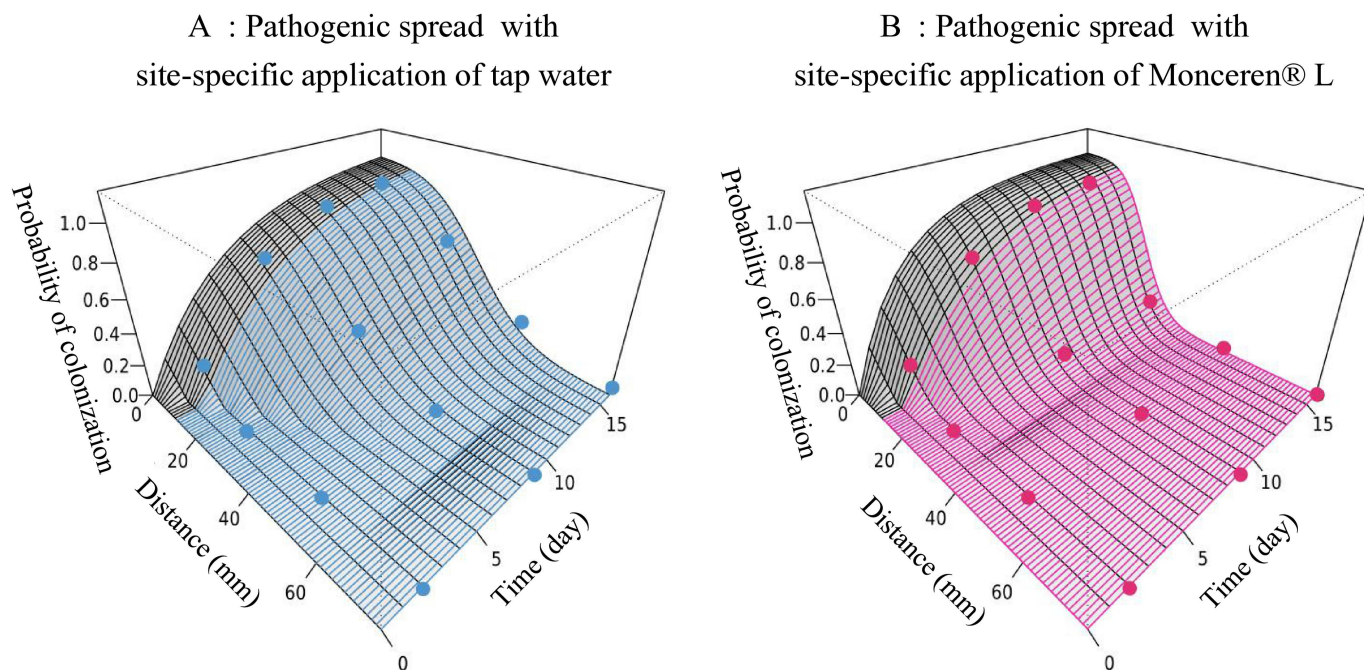 A : Pathogenic spread with
site-specific application of tap water
Probability of colonization
1.0
0.8
0.6
0.4
0.2
0.0
0
20
40
60
Distance (mm)
0
5
10
15
Time (day)
B : Pathogenic spread with
site-specific application of Monceren® L
Probability of colonization
1.0
0.8
0.6
0.4
0.2
0.0
0
20
40
60
Distance (mm)
0
5
10
15
Time (day)